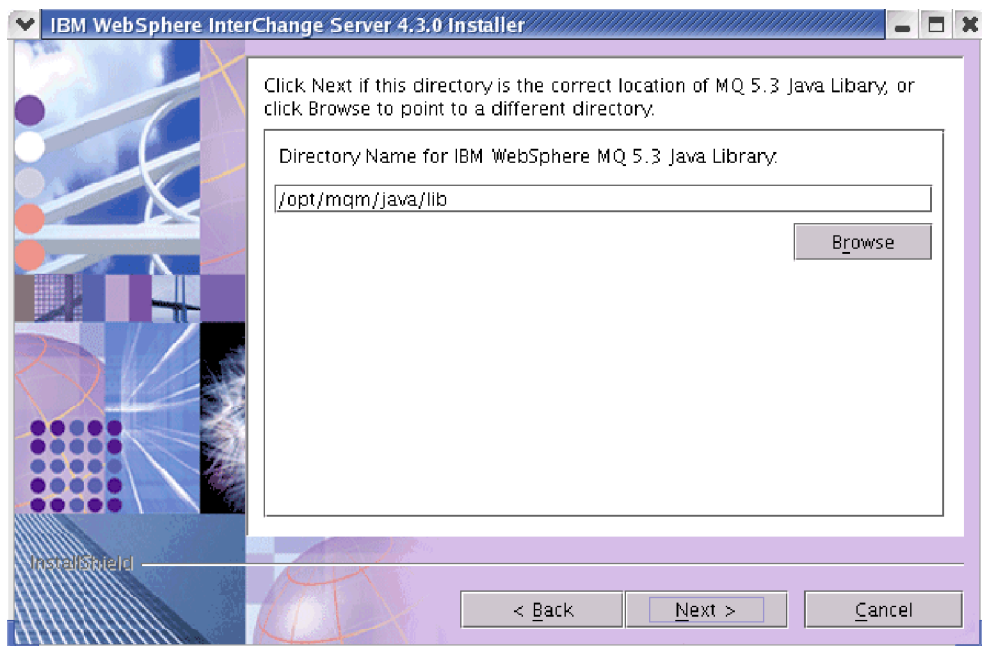 IBM WebSphere InterChange Server 4.3.0 Installer
Click Next if this directory is the correct location of MQ 5.3 Java Libary, or
click Browse to point to a different directory.
Directory Name for IBM WebSphere MQ 5.3 Java Library:
/opt/mqm/java/lib
Browse
InstallShield
< Back
Next >
Cancel